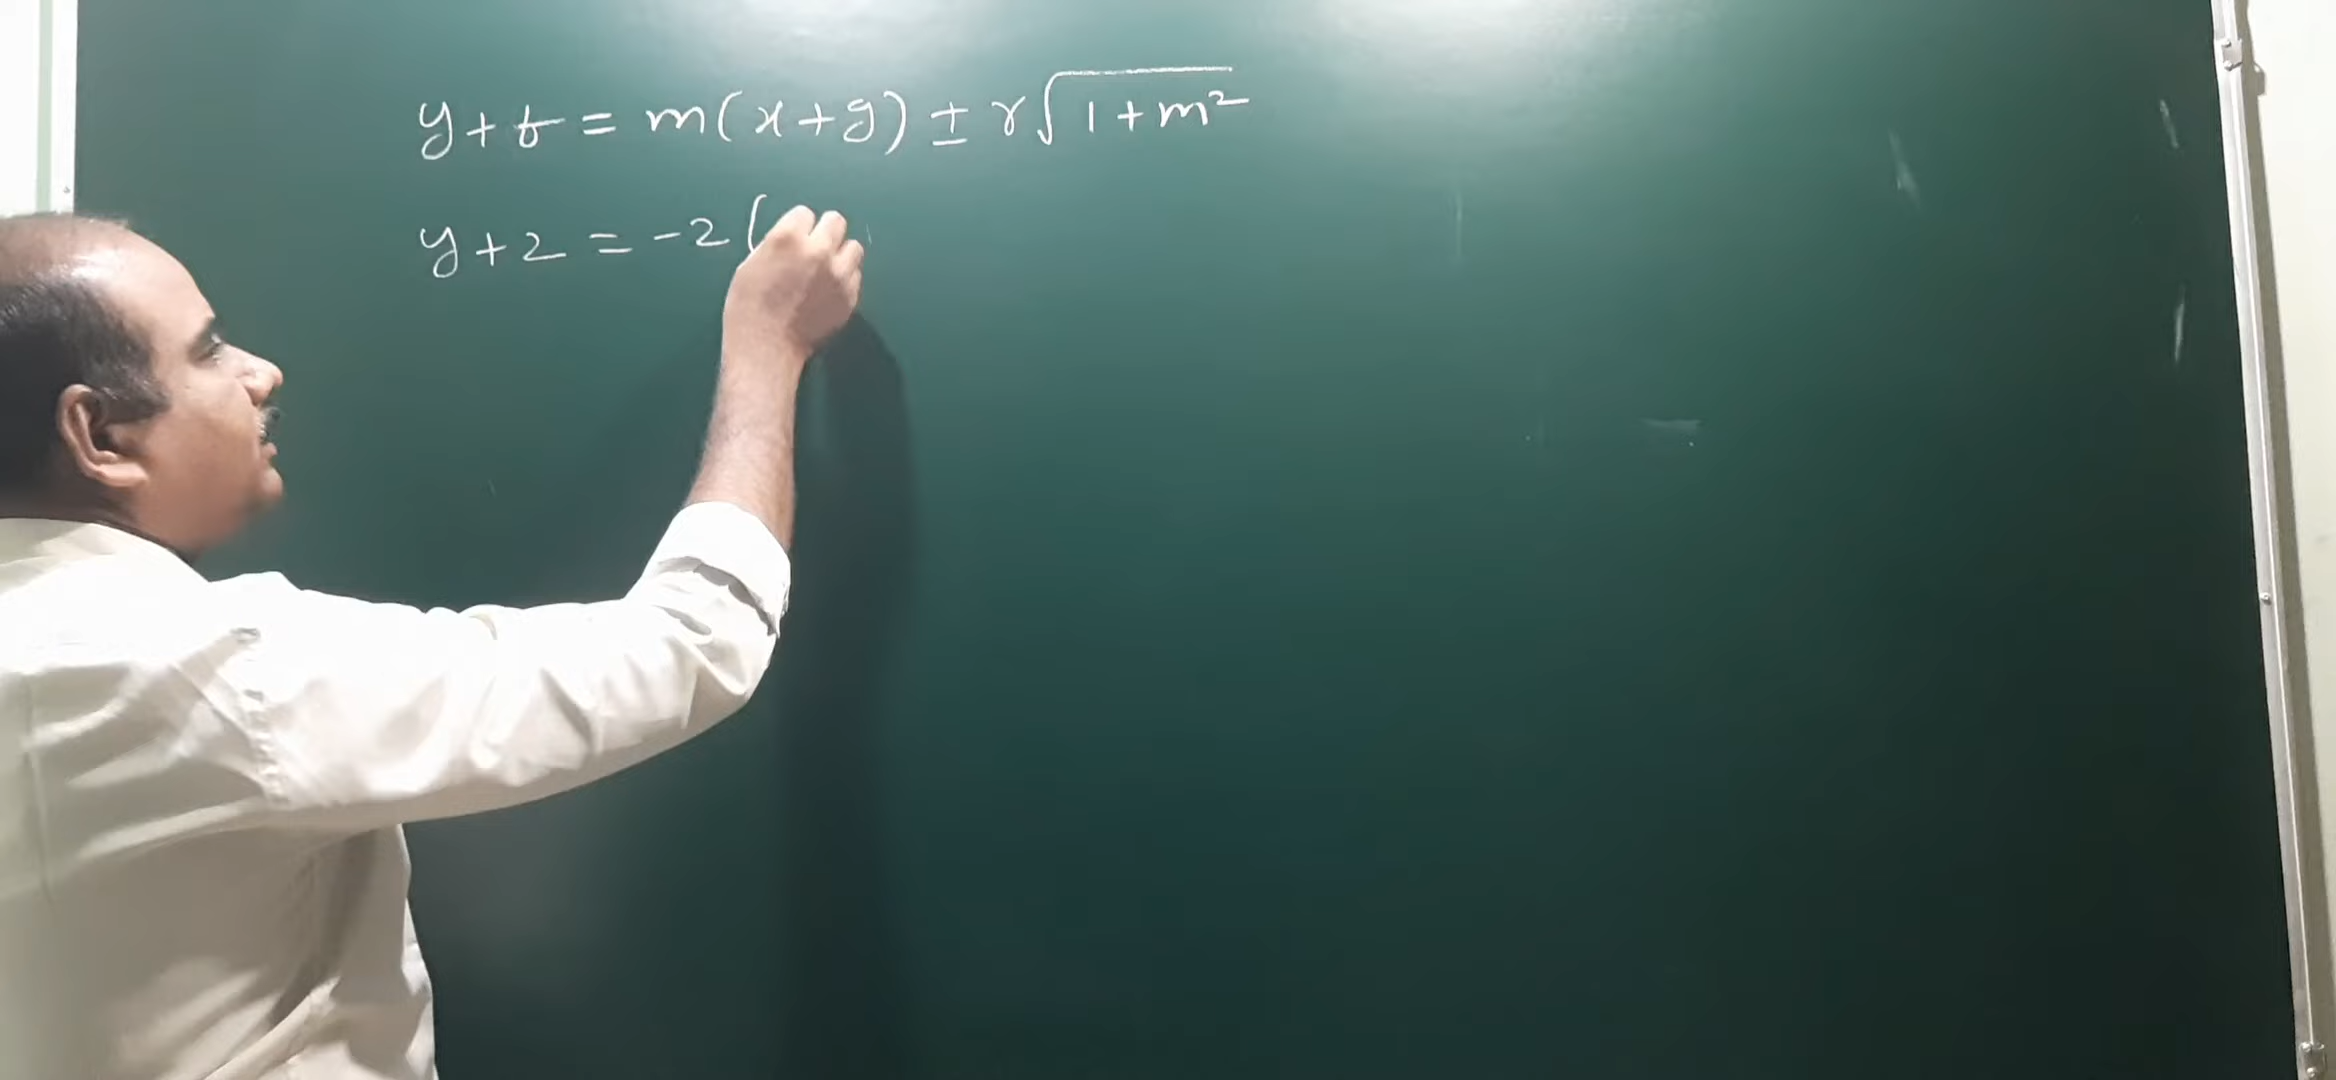 y+f = m(x+g) ± r√1+m²
y+2 = -2(